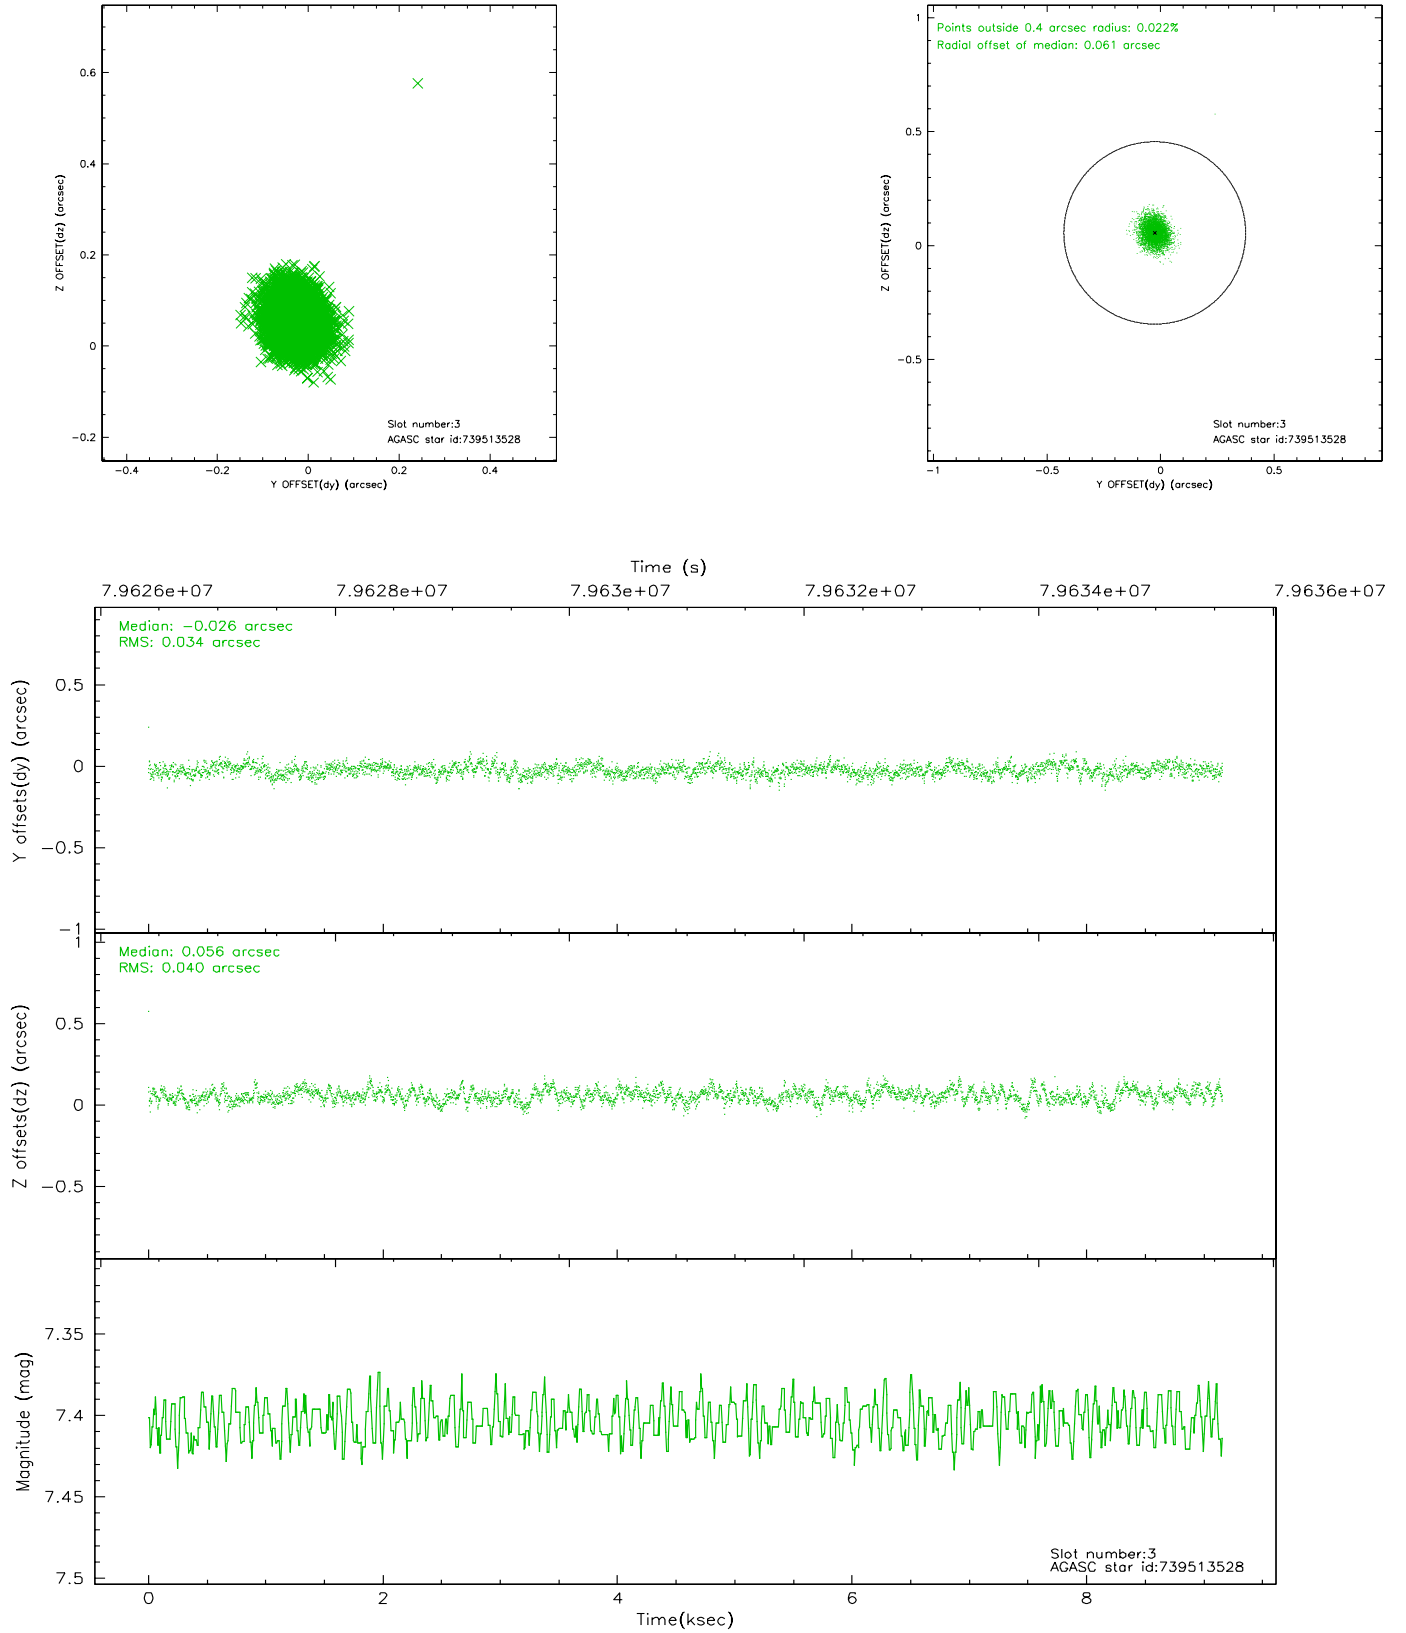 0.6
0.4
0.2
0
−0.2
Z OFFSET(dz) (arcsec)
Slot number:3
AGASC star id:739513528
−0.4 −0.2 0 0.2 0.4
Y OFFSET(dy) (arcsec)
Points outside 0.4 arcsec radius: 0.022%
Radial offset of median: 0.061 arcsec
1
0.5
0
−0.5
Z OFFSET(dz) (arcsec)
Slot number:3
AGASC star id:739513528
−1 −0.5 0 0.5
Y OFFSET(dy) (arcsec)
Time (s)
7.9626e+07 7.9628e+07 7.963e+07 7.9632e+07 7.9634e+07 7.9636e+07
Median: −0.026 arcsec
RMS: 0.034 arcsec
0.5
0
−0.5
−1
Y offsets(dy) (arcsec)
Median: 0.056 arcsec
RMS: 0.040 arcsec
1
0.5
0
−0.5
Z offsets(dz) (arcsec)
7.35
7.4
7.45
7.5
Magnitude (mag)
Slot number:3
AGASC star id:739513528
0 2 4 6 8
Time(ksec)